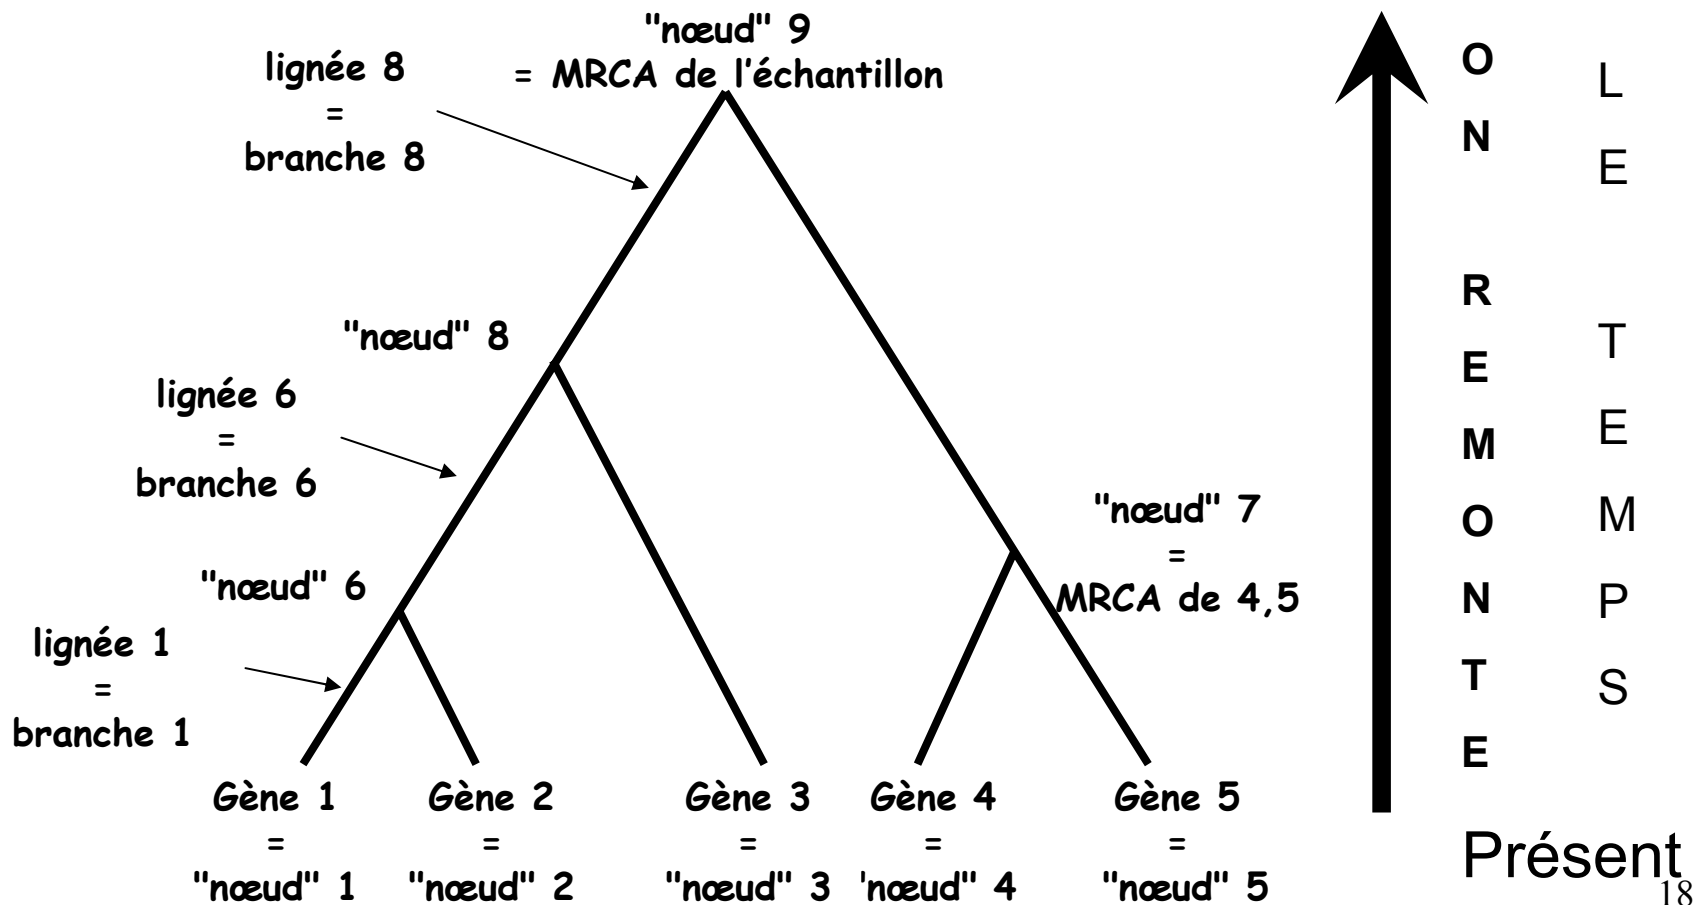 "nœud" 9
= MRCA de l'échantillon
lignée 8
=
branche 8
"nœud" 8
lignée 6
=
branche 6
"nœud" 7
=
MRCA de 4,5
"nœud" 6
lignée 1
=
branche 1
Gène 1
=
"nœud" 1
Gène 2
=
"nœud" 2
Gène 3
=
"nœud" 3
Gène 4
=
'nœud" 4
Gène 5
=
"nœud" 5
ON REMONTE
LE TEMPS
Présent
18